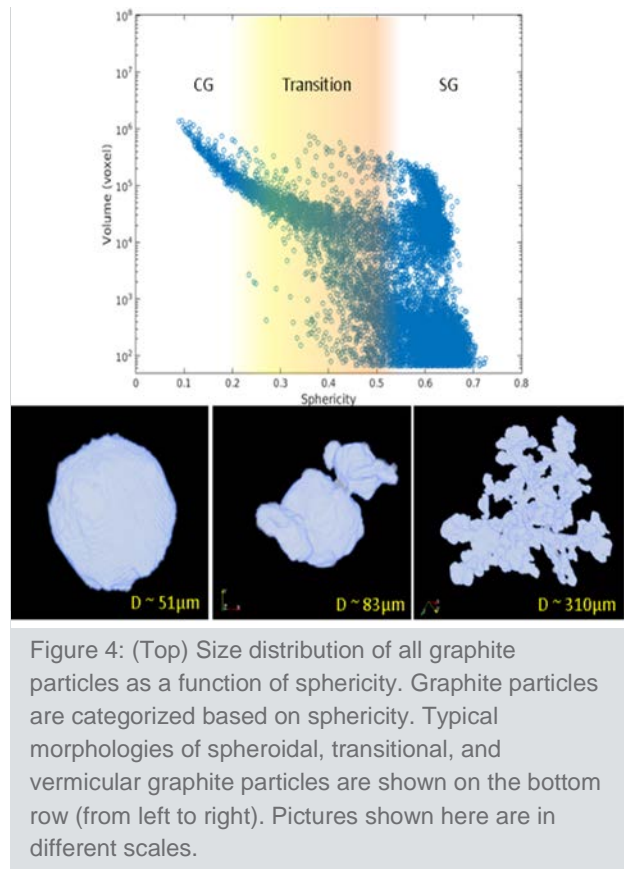 10⁸
10⁷
10⁶
10⁵
10⁴
10³
10²
Volume (voxel)
CG Transition SG
0 0.1 0.2 0.3 0.4 0.5 0.6 0.7 0.8
Sphericity
D ~ 51µm D ~ 83µm D ~ 310µm
Figure 4: (Top) Size distribution of all graphite
particles as a function of sphericity. Graphite particles
are categorized based on sphericity. Typical
morphologies of spheroidal, transitional, and
vermicular graphite particles are shown on the bottom
row (from left to right). Pictures shown here are in
different scales.